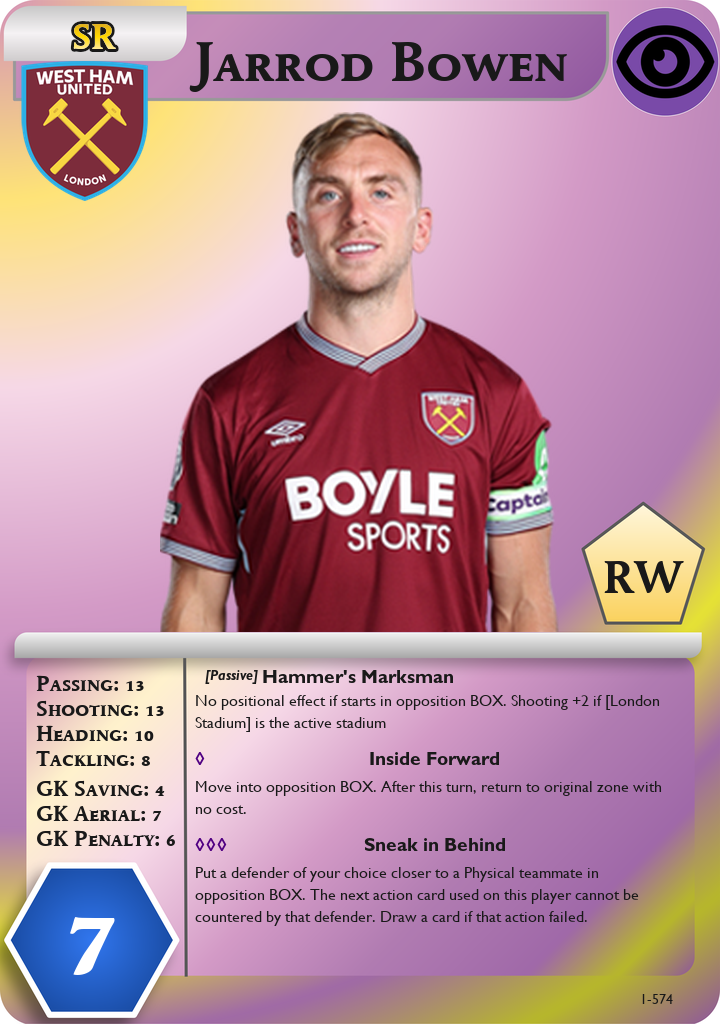 SR
Jarrod Bowen
WEST HAM
UNITED
LONDON
WEST HAM
UNITED
umbro
BOYLE
SPORTS
Captain
RW
Passing: 13
Shooting: 13
Heading: 10
Tackling: 8
GK Saving: 4
GK Aerial: 7
GK Penalty: 6
7
[Passive] Hammer's Marksman
No positional effect if starts in opposition BOX. Shooting +2 if [London
Stadium] is the active stadium
◊ Inside Forward
Move into opposition BOX. After this turn, return to original zone with
no cost.
◊◊◊ Sneak in Behind
Put a defender of your choice closer to a Physical teammate in
opposition BOX. The next action card used on this player cannot be
countered by that defender. Draw a card if that action failed.
1-574